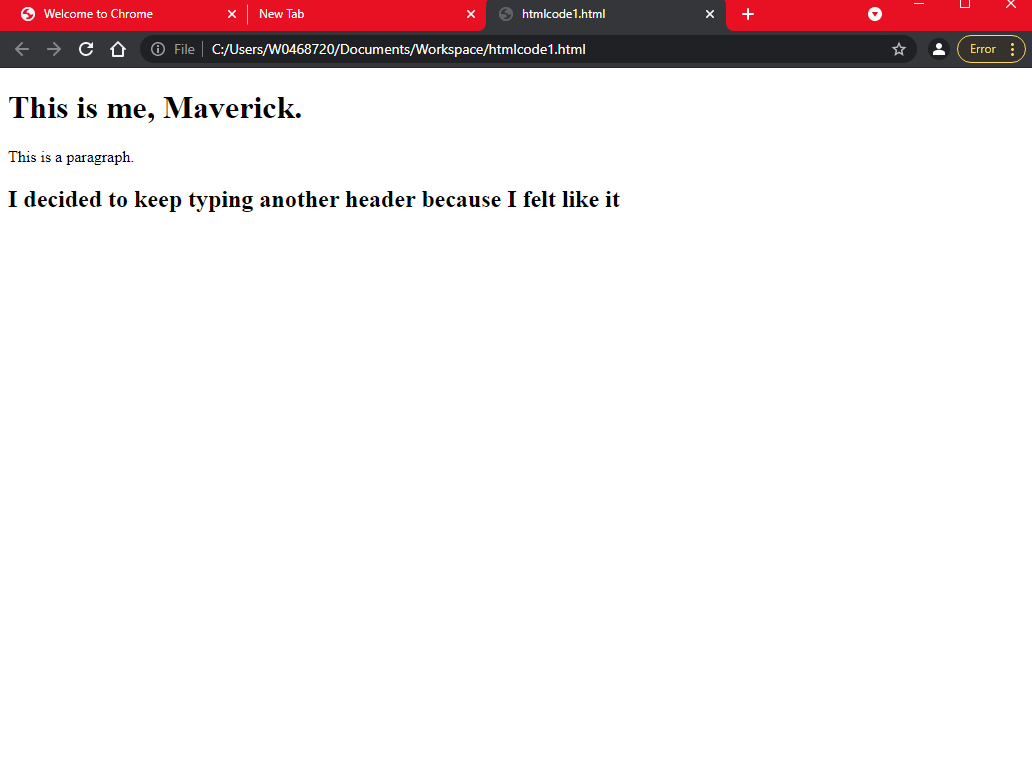 Welcome to Chrome
New Tab
htmlcode1.html
File
C:/Users/W0468720/Documents/Workspace/htmlcode1.html
Error
This is me, Maverick.
This is a paragraph.
I decided to keep typing another header because I felt like it